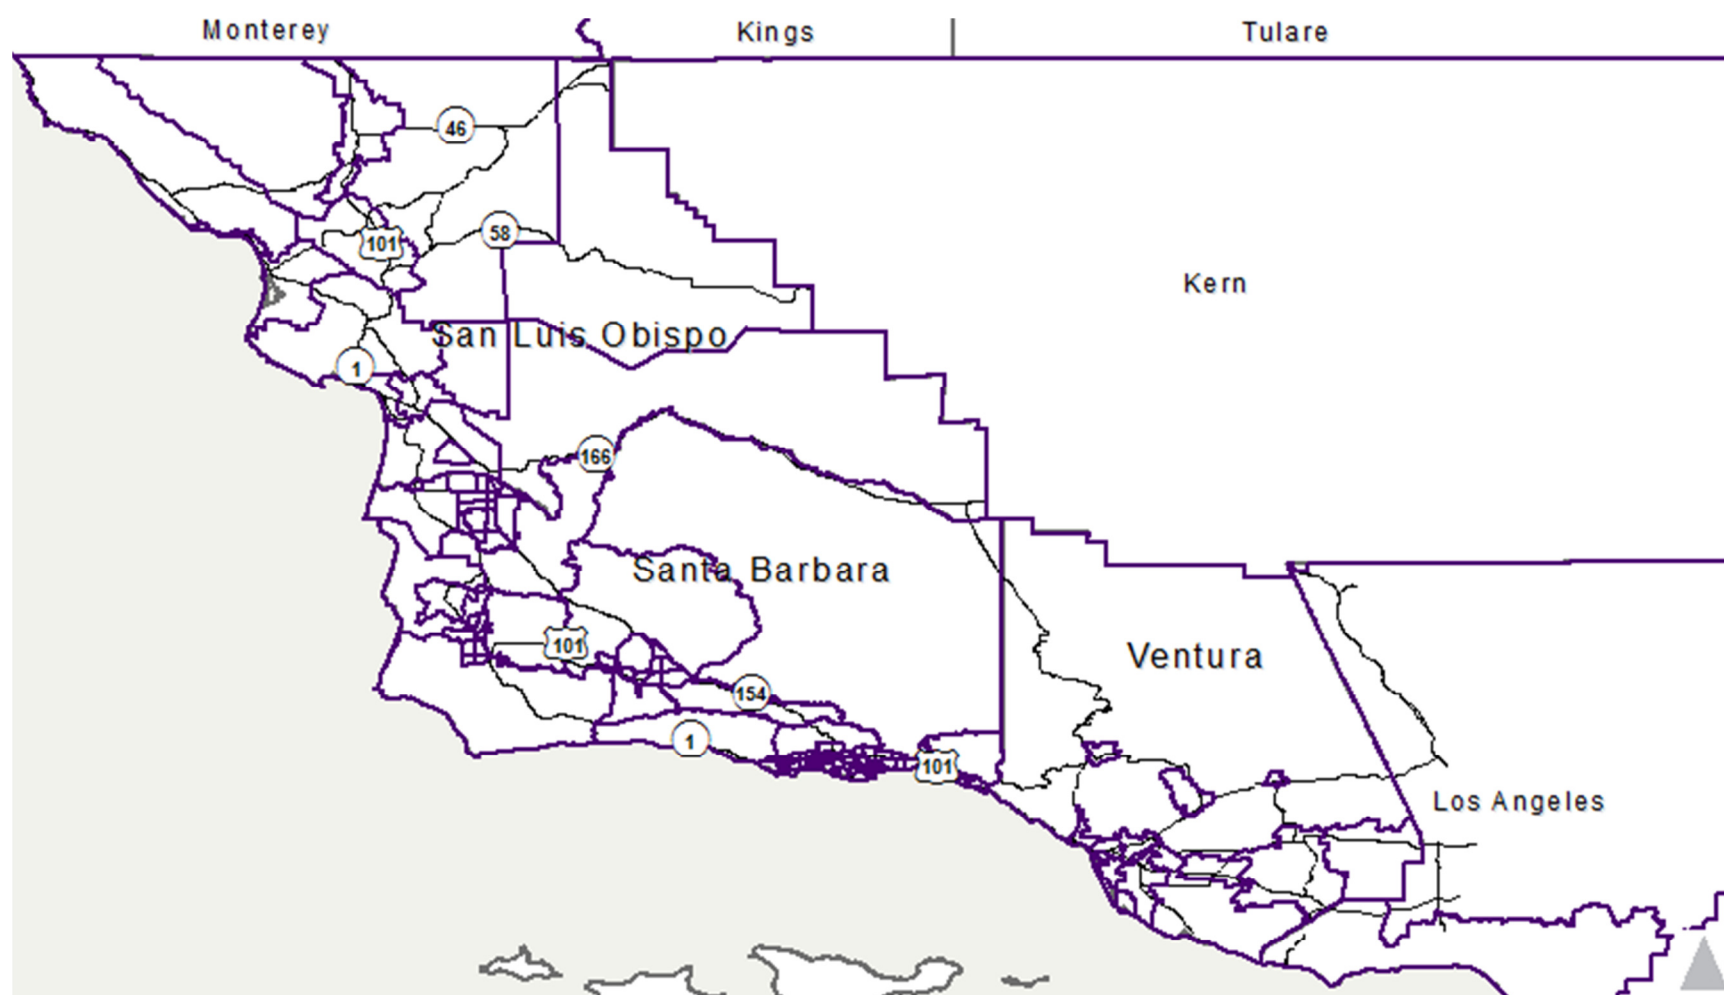 Monterey
Kings
Tulare
46
101
58
Kern
San Luis Obispo
1
166
Santa Barbara
101
Ventura
154
1
101
Los Angeles